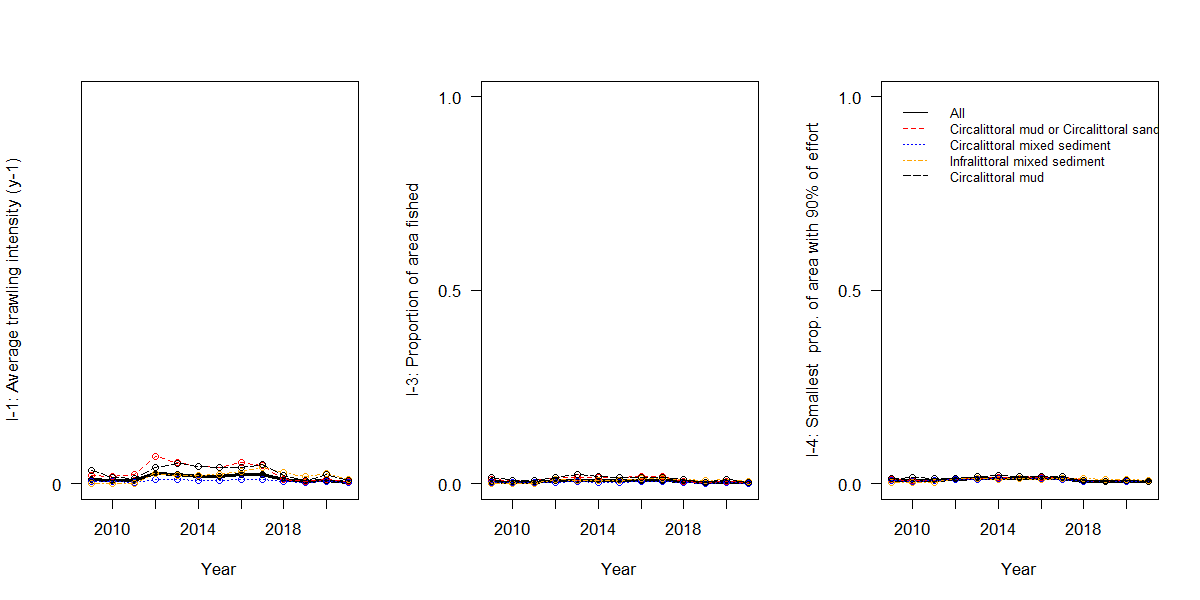 I-1: Average trawling intensity (y-1)
0
2010 2014 2018
Year
I-3: Proportion of area fished
1.0
0.5
0.0
2010 2014 2018
Year
I-4: Smallest prop. of area with 90% of effort
1.0
0.5
0.0
2010 2014 2018
Year
All
Circalittoral mud or Circalittoral sand
Circalittoral mixed sediment
Infralittoral mixed sediment
Circalittoral mud